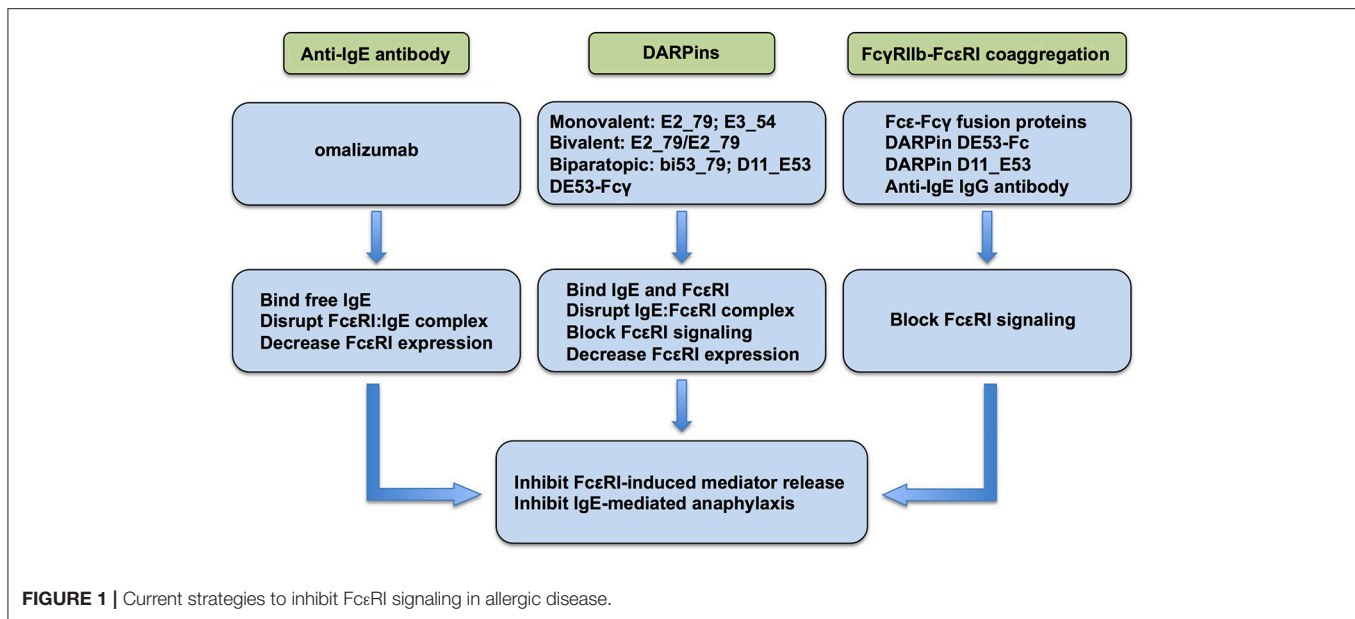 Anti-IgE antibody
DARPins
FcγRIIb-FcεRI coaggregation
omalizumab
Monovalent: E2_79; E3_54
Bivalent: E2_79/E2_79
Biparatopic: bi53_79; D11_E53
DE53-Fcγ
Fcε-Fcγ fusion proteins
DARPin DE53-Fc
DARPin D11_E53
Anti-IgE IgG antibody
Bind free IgE
Disrupt FcεRI:IgE complex
Decrease FcεRI expression
Bind IgE and FcεRI
Disrupt IgE:FcεRI complex
Block FcεRI signaling
Decrease FcεRI expression
Block FcεRI signaling
Inhibit FcεRI-induced mediator release
Inhibit IgE-mediated anaphylaxis
FIGURE 1 | Current strategies to inhibit FcεRI signaling in allergic disease.